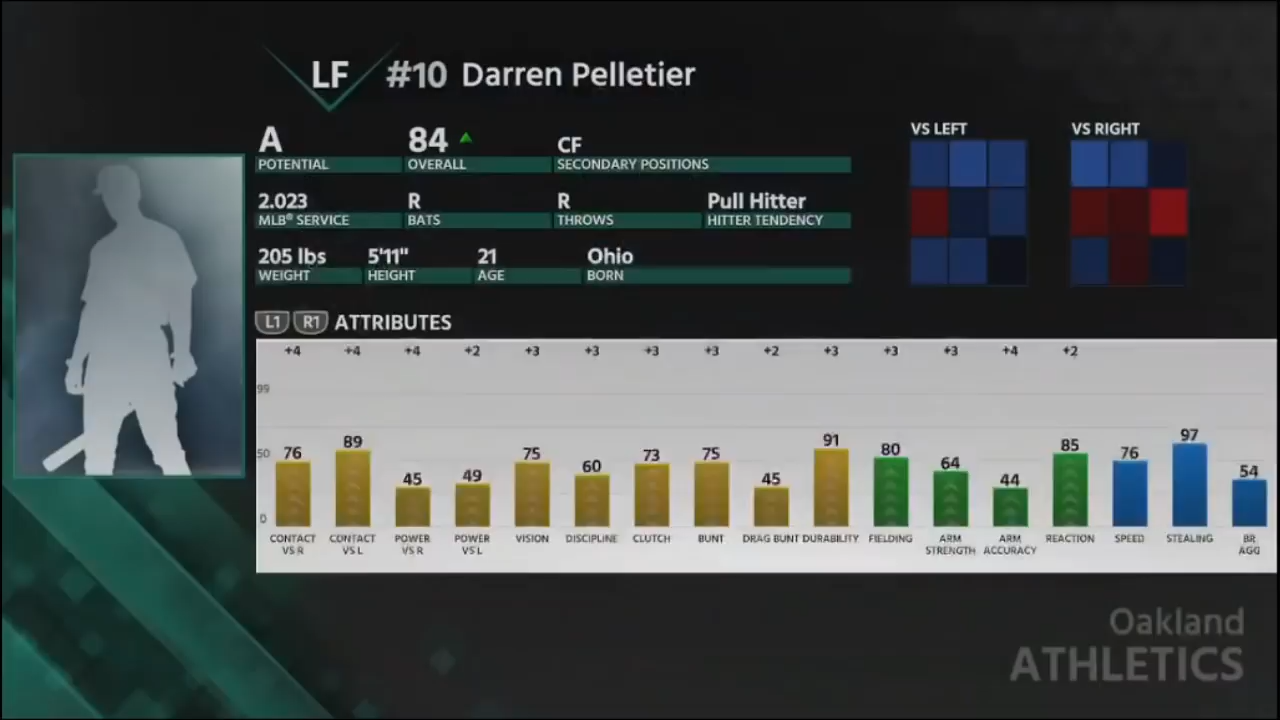 LF #10 Darren Pelletier
A 84 CF
POTENTIAL OVERALL SECONDARY POSITIONS
2.023 R R Pull Hitter
MLB® SERVICE BATS THROWS HITTER TENDENCY
205 lbs 5'11" 21 Ohio
WEIGHT HEIGHT AGE BORN
VS LEFT VS RIGHT
L1 R1 ATTRIBUTES
+4 +4 +4 +2 +3 +3 +3 +3 +2 +3 +3 +3 +4 +2
99
50
0
76 89 45 49 75 60 73 75 45 91 80 64 44 85 76 97 54
CONTACT VS R CONTACT VS L POWER VS R POWER VS L VISION DISCIPLINE CLUTCH BUNT DRAG BUNT DURABILITY FIELDING ARM STRENGTH ARM ACCURACY REACTION SPEED STEALING BR AGG
Oakland
ATHLETICS